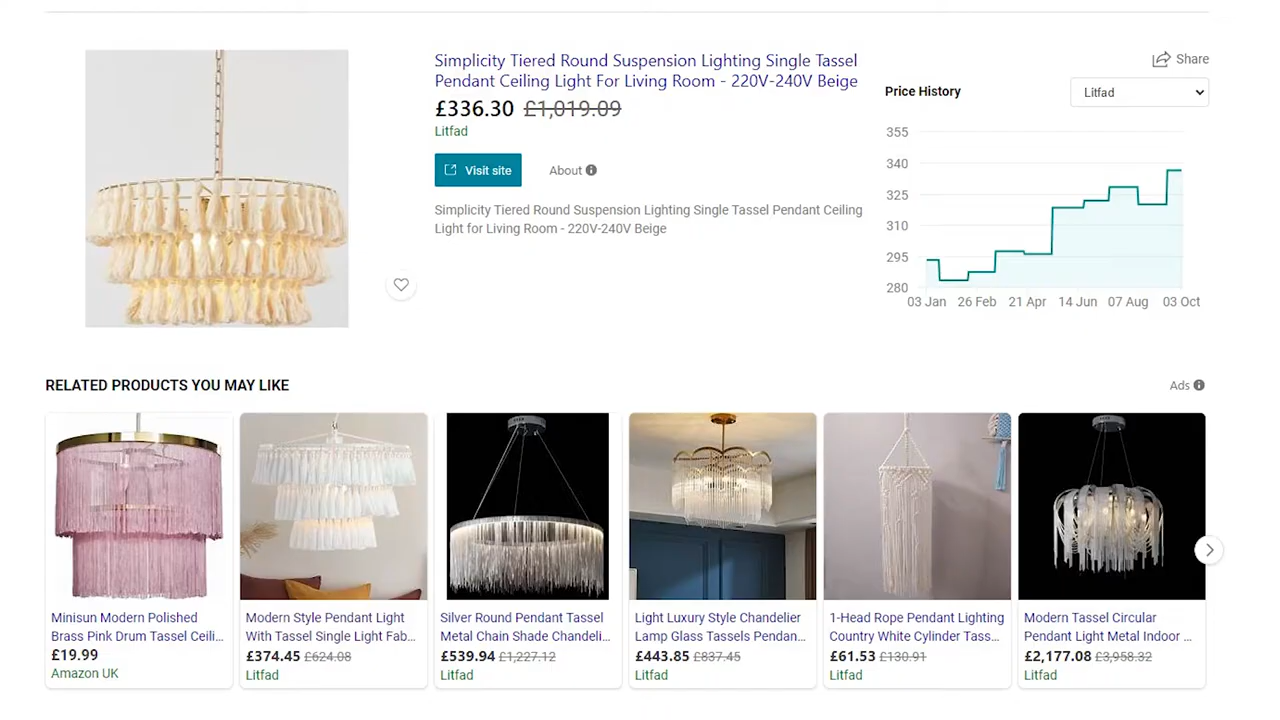 Simplicity Tiered Round Suspension Lighting Single Tassel
Pendant Ceiling Light For Living Room - 220V-240V Beige
£336.30 £1,019.09
Litfad
Visit site
About
Simplicity Tiered Round Suspension Lighting Single Tassel Pendant Ceiling
Light for Living Room - 220V-240V Beige
Share
Price History
Litfad
355
340
325
310
295
280
03 Jan 26 Feb 21 Apr 14 Jun 07 Aug 03 Oct
RELATED PRODUCTS YOU MAY LIKE
Ads
Minisun Modern Polished
Brass Pink Drum Tassel Ceili...
£19.99
Amazon UK
Modern Style Pendant Light
With Tassel Single Light Fab...
£374.45 £624.08
Litfad
Silver Round Pendant Tassel
Metal Chain Shade Chandeli...
£539.94 £1,227.12
Litfad
Light Luxury Style Chandelier
Lamp Glass Tassels Pendan...
£443.85 £837.45
Litfad
1-Head Rope Pendant Lighting
Country White Cylinder Tass...
£61.53 £130.91
Litfad
Modern Tassel Circular
Pendant Light Metal Indoor ...
£2,177.08 £3,958.32
Litfad